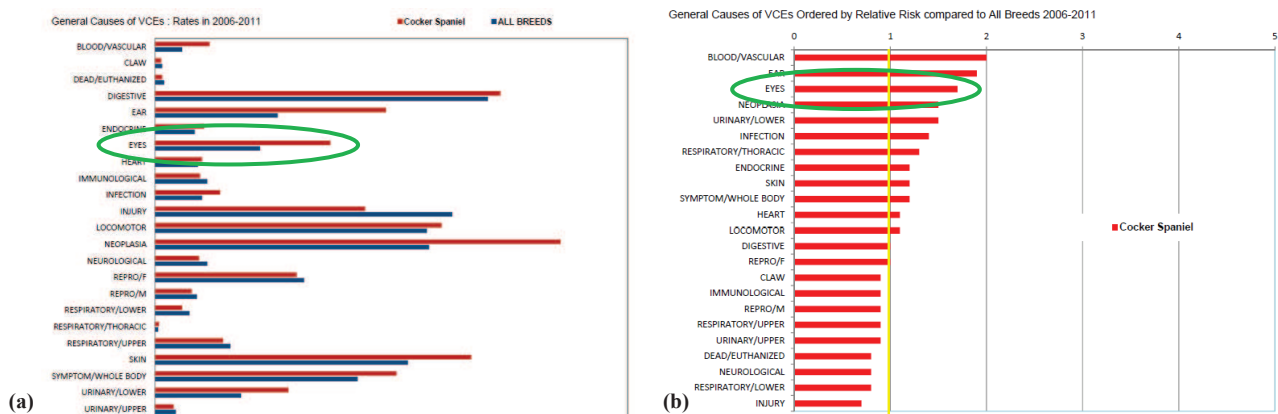 General Causes of VCEs : Rates in 2006-2011
Cocker Spaniel ALL BREEDS
BLOOD/VASCULAR
CLAW
DEAD/EUTHANIZED
DIGESTIVE
EAR
ENDOCRINE
EYES
HEART
IMMUNOLOGICAL
INFECTION
INJURY
LOCOMOTOR
NEOPLASIA
NEUROLOGICAL
REPRO/F
REPRO/M
RESPIRATORY/LOWER
RESPIRATORY/THORACIC
RESPIRATORY/UPPER
SKIN
SYMPTOM/WHOLE BODY
URINARY/LOWER
URINARY/UPPER
(a)
General Causes of VCEs Ordered by Relative Risk compared to All Breeds 2006-2011
0 1 2 3 4 5
BLOOD/VASCULAR
EAR
EYES
NEOPLASIA
URINARY/LOWER
INFECTION
RESPIRATORY/THORACIC
ENDOCRINE
SKIN
SYMPTOM/WHOLE BODY
HEART
LOCOMOTOR
DIGESTIVE
REPRO/F
CLAW
IMMUNOLOGICAL
REPRO/M
RESPIRATORY/UPPER
URINARY/UPPER
DEAD/EUTHANIZED
NEUROLOGICAL
RESPIRATORY/LOWER
INJURY
Cocker Spaniel
(b)